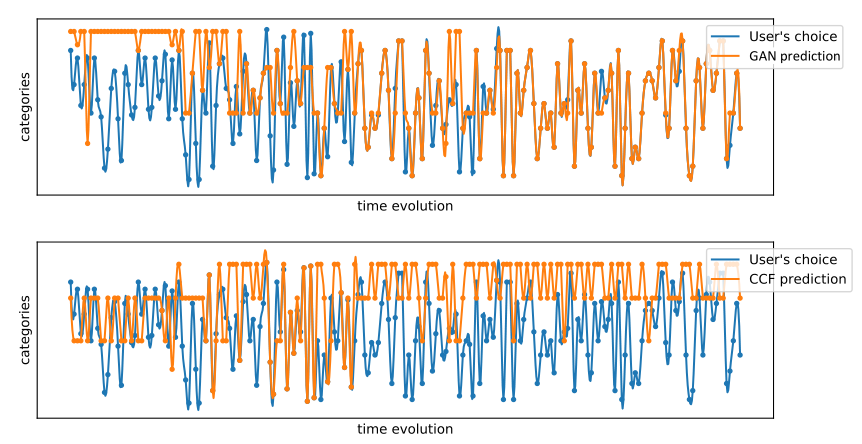 User's choice
GAN prediction
categories
time evolution
User's choice
CCF prediction
categories
time evolution